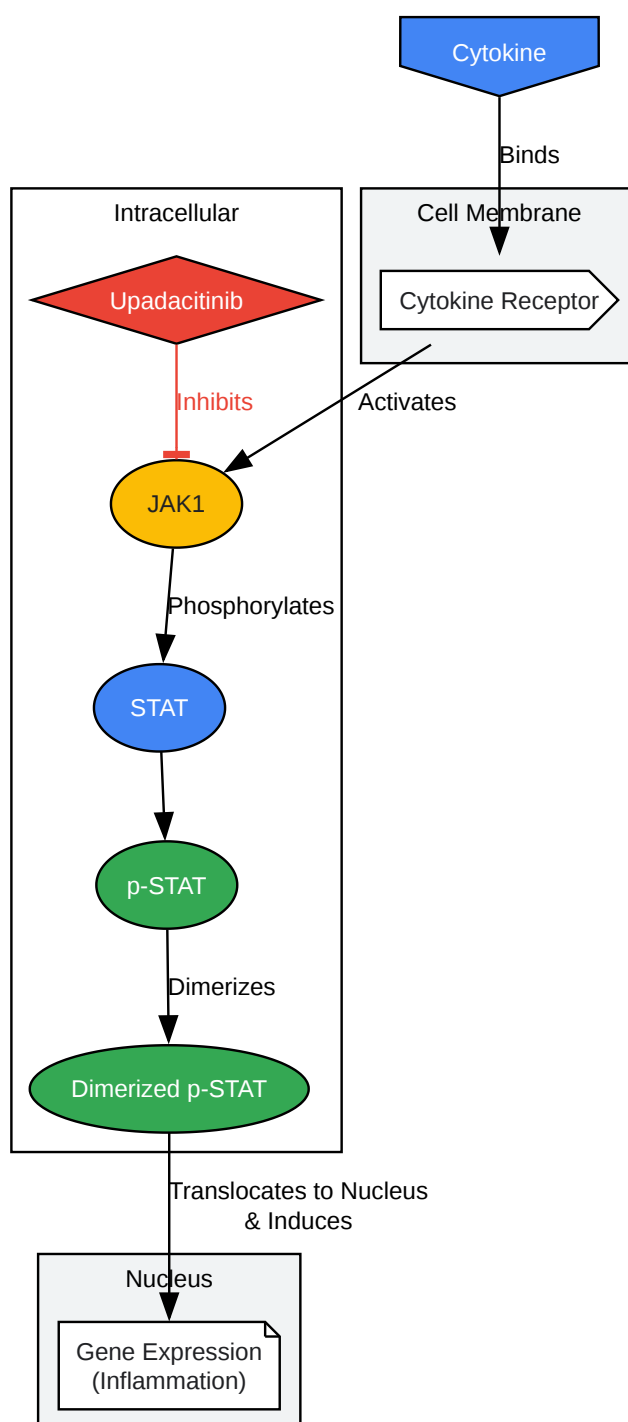 Cytokine
Binds
Intracellular
Cell Membrane
Upadacitinib
Cytokine Receptor
Inhibits
Activates
JAK1
Phosphorylates
STAT
p-STAT
Dimerizes
Dimerized p-STAT
Translocates to Nucleus
& Induces
Nucleus
Gene Expression
(Inflammation)